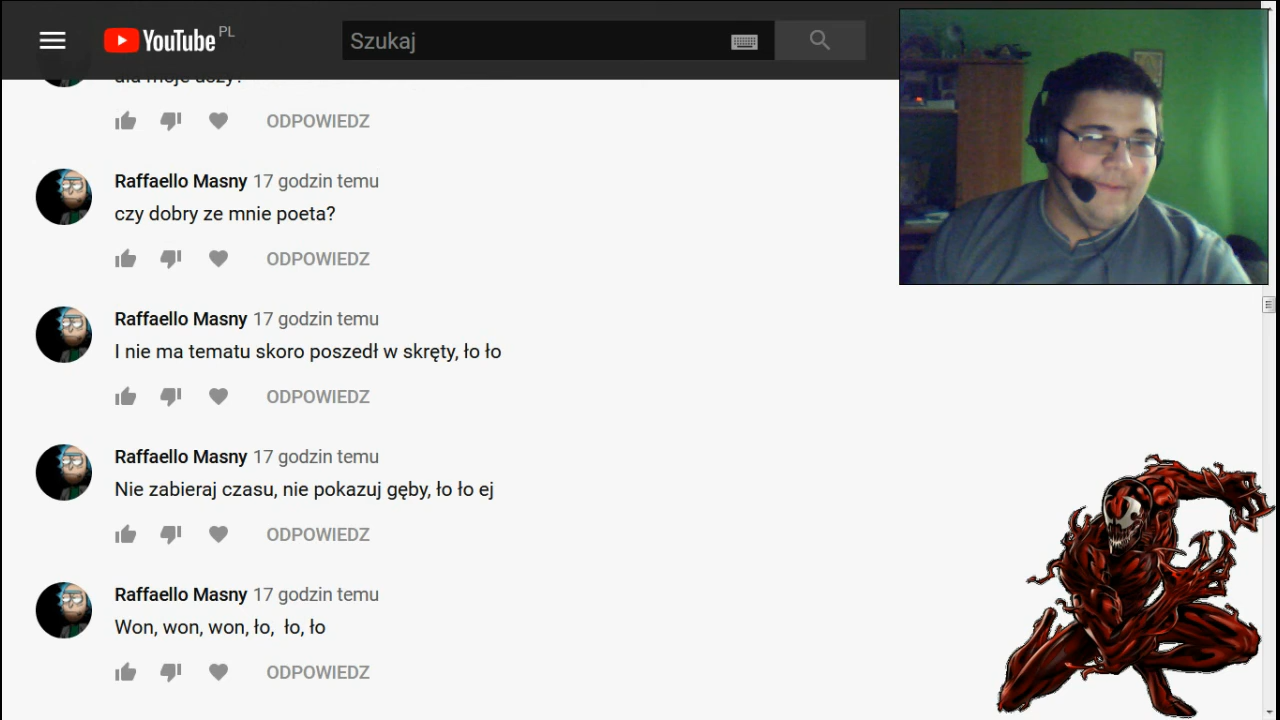 YouTube PL
Szukaj
ODPOWIEDZ
Raffaello Masny 17 godzin temu
czy dobry ze mnie poeta?
ODPOWIEDZ
Raffaello Masny 17 godzin temu
I nie ma tematu skoro poszedł w skręty, ło ło
ODPOWIEDZ
Raffaello Masny 17 godzin temu
Nie zabieraj czasu, nie pokazuj gęby, ło ło ej
ODPOWIEDZ
Raffaello Masny 17 godzin temu
Won, won, won, ło,  ło, ło
ODPOWIEDZ